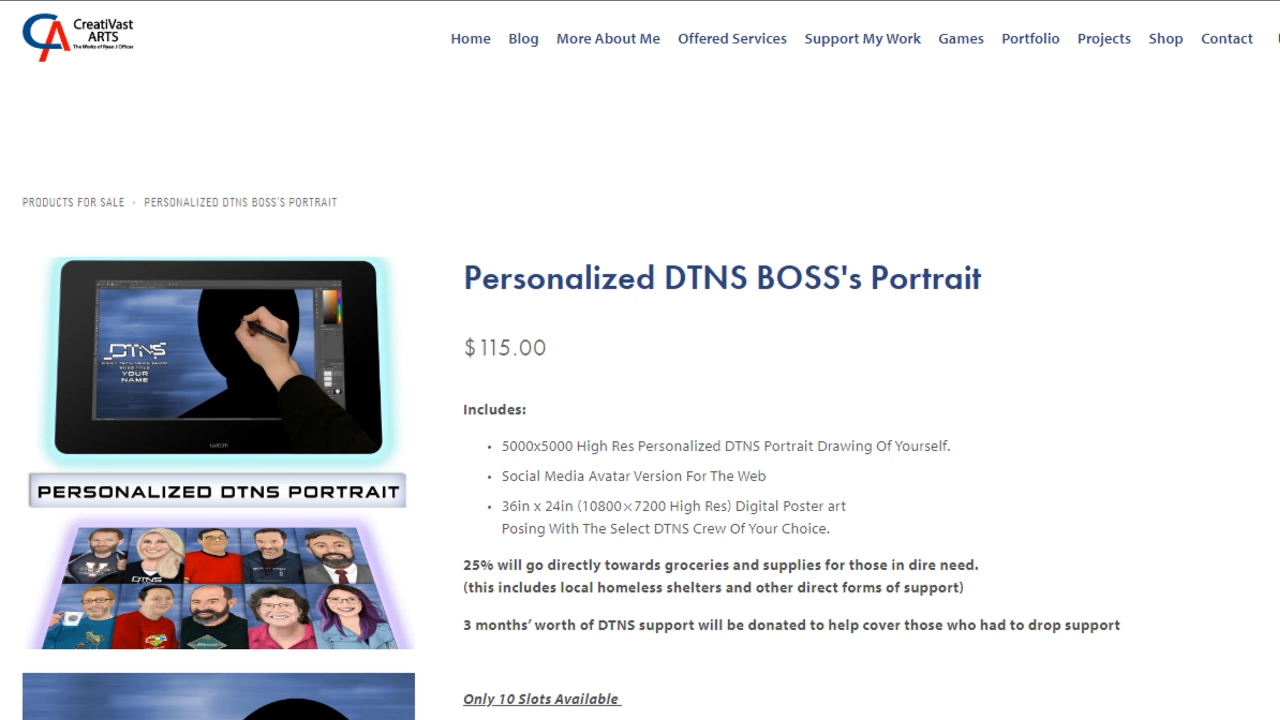 CreatiVast
ARTS
The Works of Ryan J Officer
Home Blog More About Me Offered Services Support My Work Games Portfolio Projects Shop Contact
PRODUCTS FOR SALE › PERSONALIZED DTNS BOSS'S PORTRAIT
DTNS
YOUR
NAME
wacom
PERSONALIZED DTNS PORTRAIT
DTNS
Personalized DTNS BOSS's Portrait
$115.00
Includes:
• 5000x5000 High Res Personalized DTNS Portrait Drawing Of Yourself.
• Social Media Avatar Version For The Web
• 36in x 24in (10800×7200 High Res) Digital Poster art
Posing With The Select DTNS Crew Of Your Choice.
25% will go directly towards groceries and supplies for those in dire need.
(this includes local homeless shelters and other direct forms of support)
3 months’ worth of DTNS support will be donated to help cover those who had to drop support
Only 10 Slots Available